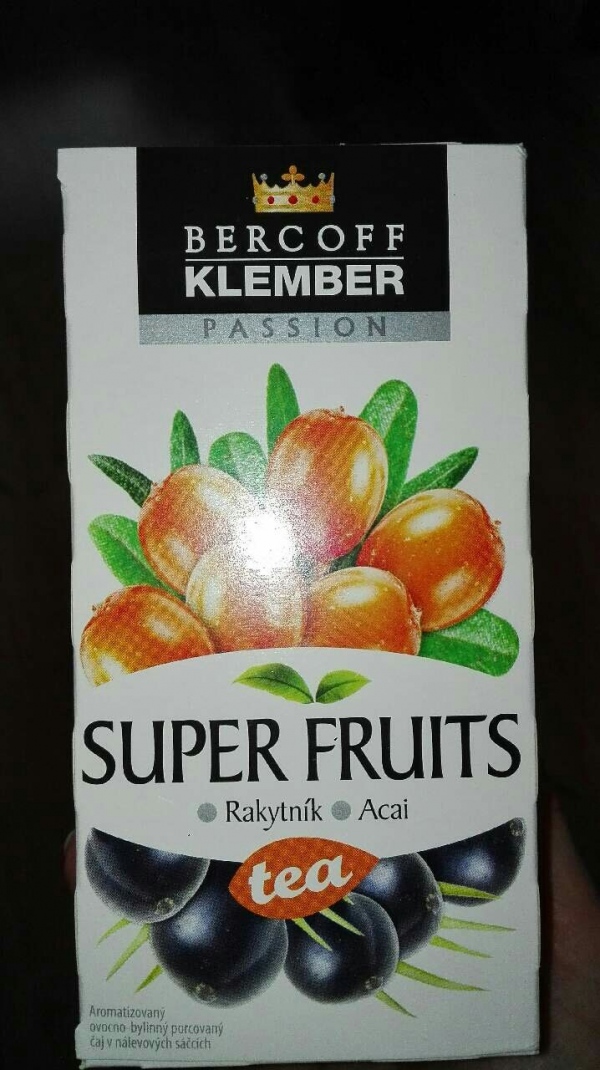 BERCOFF
KLEMBER
PASSION
SUPER FRUITS
Rakytník Acai
tea
Aromatizovaný
ovocno-bylinný porcovaný
čaj v nálevových sáčcích